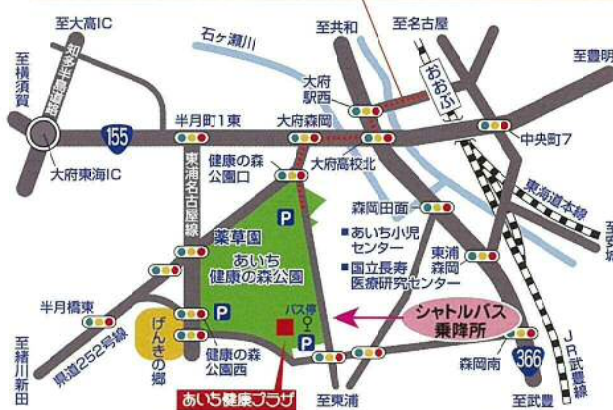 至大高IC
至横須賀
知多半島道路
石ヶ瀬川
至共和
至名古屋
至豊明
大府駅西
おおぶ
155
半月町1東
大府森岡
中央町7
大府東海IC
健康の森公園口
大府高校北
東浦名古屋線
東海道本線
至安城
森岡田面
薬草園
あいち健康の森公園
P
■あいち小児センター
■国立長寿医療研究センター
東浦森岡
半月橋東
県道252号線
げんきの郷
P
バス停
P
シャトルバス乗降所
健康の森公園西
至緒川新田
森岡南
366
JR武豊線
あいち健康プラザ
至東浦
至武豊